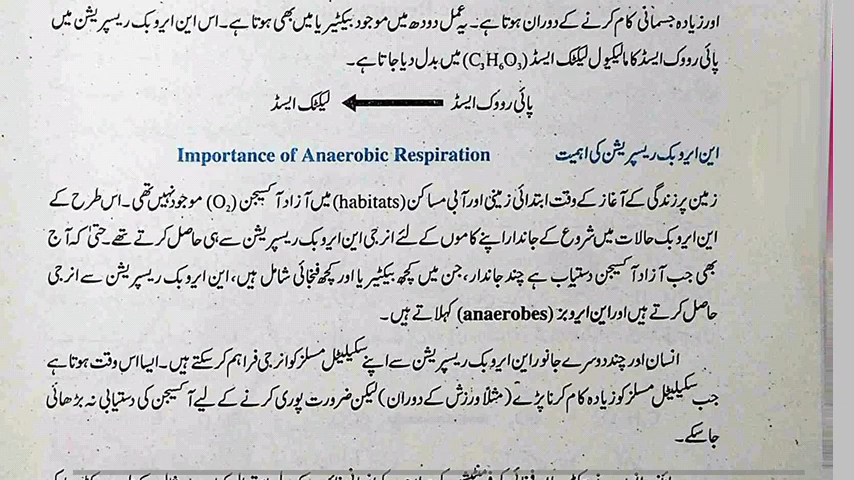 اور زیادہ جسمانی کام کرنے کے دوران ہوتا ہے۔ یہ عمل دودھ میں موجود بیکٹیریا میں بھی ہوتا ہے۔ اس این ایروبک ریسپریشن میں
پائی رووک ایسڈ کا مالیکیول لیکٹک ایسڈ (C₃H₆O₃) میں بدل دیا جاتا ہے۔
پائی رووک ایسڈ ← لیکٹک ایسڈ
این ایروبک ریسپریشن کی اہمیت Importance of Anaerobic Respiration
زمین پر زندگی کے آغاز کے وقت ابتدائی زمینی اور آبی مساکن (habitats) میں آزاد آکسیجن (O₂) موجود نہیں تھی۔ اس طرح کے
این ایروبک حالات میں شروع کے جاندار اپنے کاموں کے لئے انرجی این ایروبک ریسپریشن سے ہی حاصل کرتے تھے۔ حتیٰ کہ آج
بھی جب آزاد آکسیجن دستیاب ہے چند جاندار، جن میں کچھ بیکٹیریا اور کچھ فنجائی شامل ہیں، این ایروبک ریسپریشن سے انرجی
حاصل کرتے ہیں اور این ایروبز (anaerobes) کہلاتے ہیں۔
انسان اور چند دوسرے جانور این ایروبک ریسپریشن سے اپنے سکیلیٹل مسلز کو انرجی فراہم کر سکتے ہیں۔ ایسا اس وقت ہوتا ہے
جب سکیلیٹل مسلز کو زیادہ کام کرنا پڑے (مثلاً ورزش کے دوران) لیکن ضرورت پوری کرنے کے لیے آکسیجن کی دستیابی نہ بڑھائی
جا سکے۔